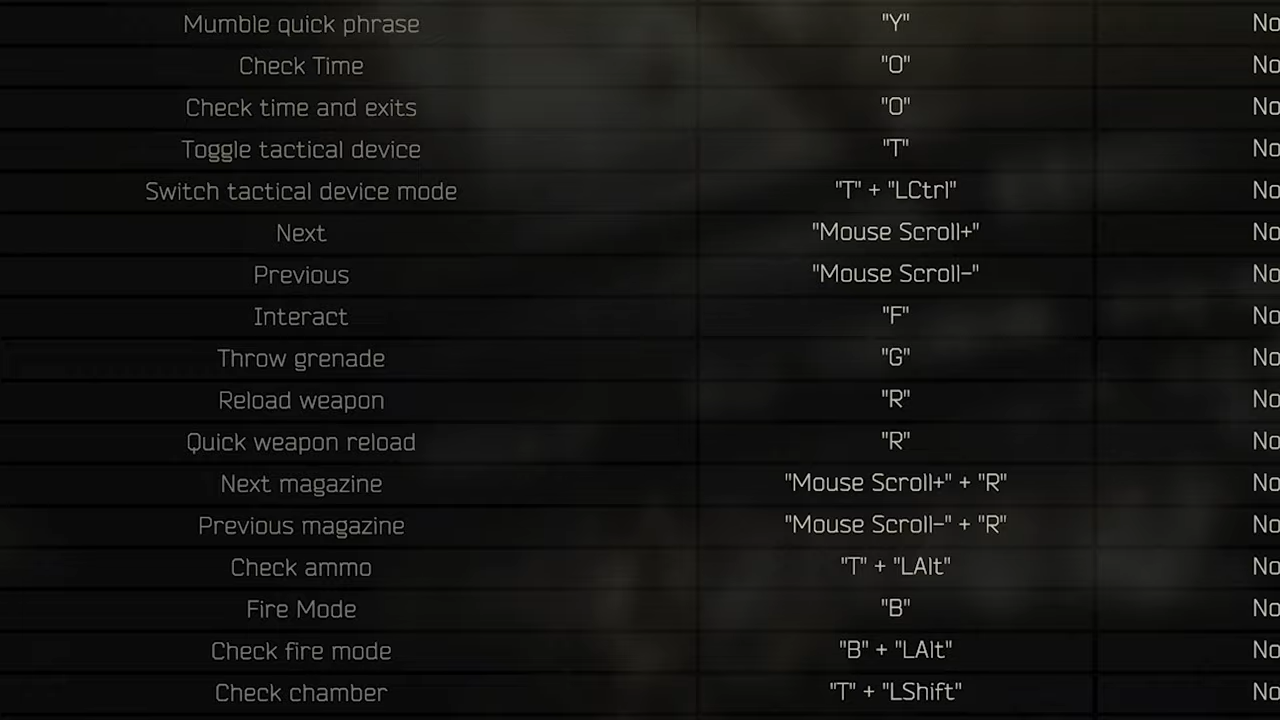 Mumble quick phrase "Y" No
Check Time "O" No
Check time and exits "O" No
Toggle tactical device "T" No
Switch tactical device mode "T" + "LCtrl" No
Next "Mouse Scroll+" No
Previous "Mouse Scroll-" No
Interact "F" No
Throw grenade "G" No
Reload weapon "R" No
Quick weapon reload "R" No
Next magazine "Mouse Scroll+" + "R" No
Previous magazine "Mouse Scroll-" + "R" No
Check ammo "T" + "LAlt" No
Fire Mode "B" No
Check fire mode "B" + "LAlt" No
Check chamber "T" + "LShift" No